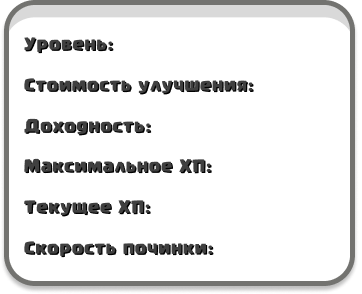 Уровень:
Стоимость улучшения:
Доходность:
Максимальное ХП:
Текущее ХП:
Скорость починки: